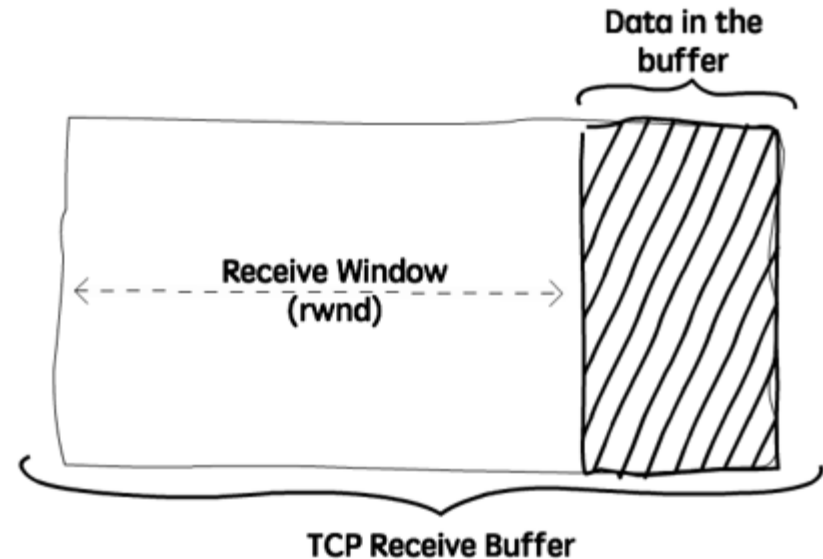 Data in the
buffer
Receive Window
(rwnd)
TCP Receive Buffer